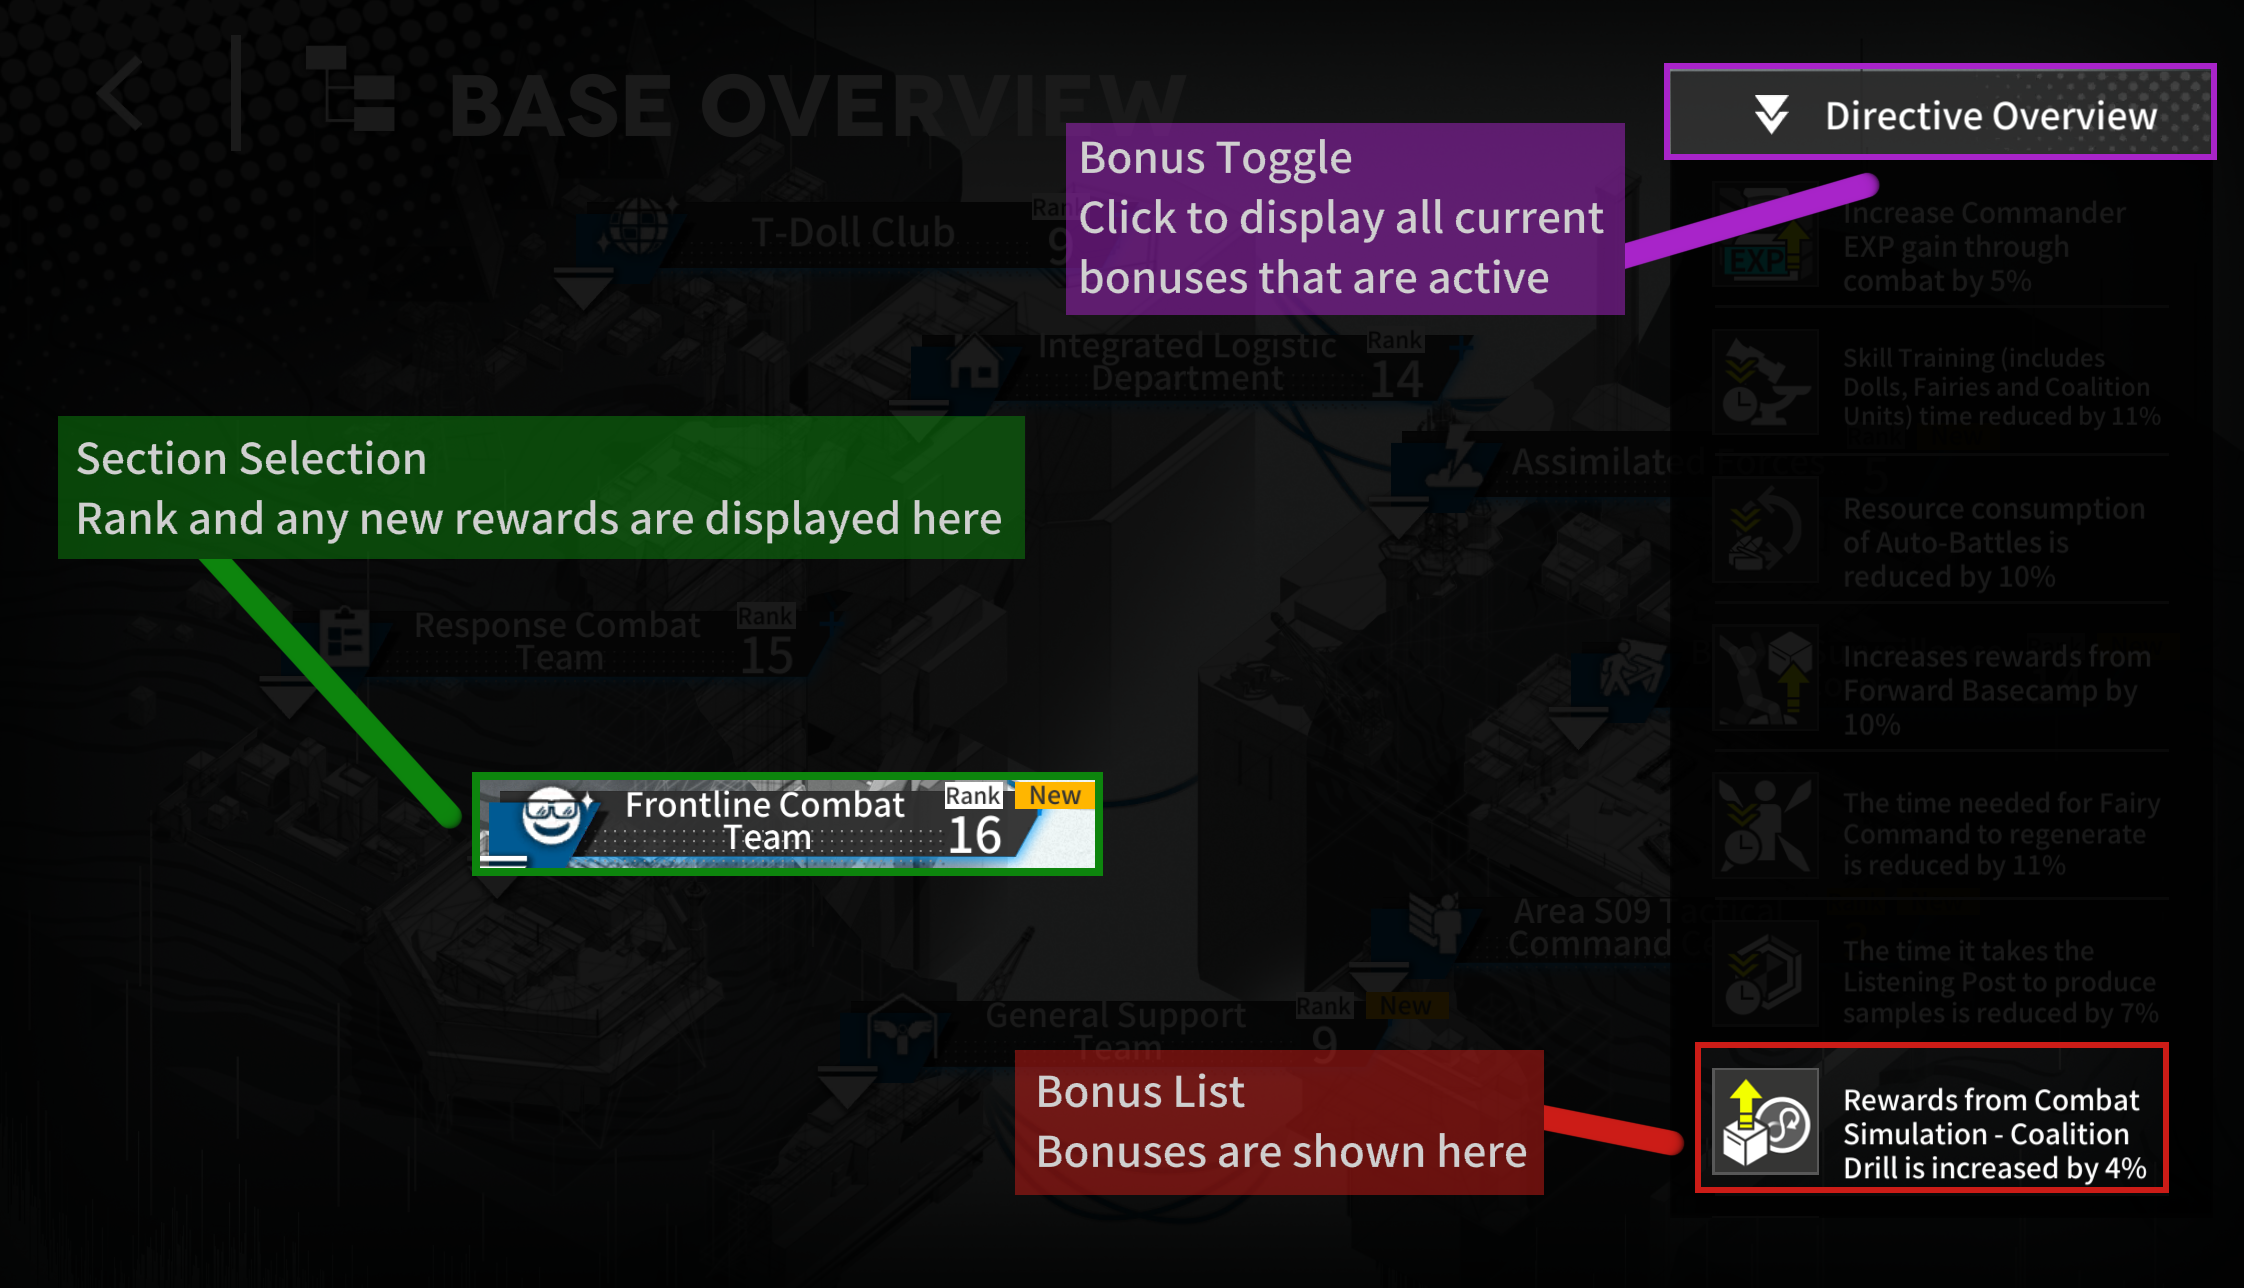 BASE OVERVIEW
Directive Overview
Bonus Toggle
Click to display all current
bonuses that are active
T-Doll Club
Rank
9
Increase Commander
EXP gain through
combat by 5%
EXP
Integrated Logistic
Department
Rank
14
Skill Training (includes
Dolls, Fairies and Coalition
Units) time reduced by 11%
Section Selection
Rank and any new rewards are displayed here
Assimilated Forces
Resource consumption
of Auto-Battles is
reduced by 10%
Response Combat
Team
Rank
15
Increases rewards from
Forward Basecamp by
10%
Frontline Combat
Team
Rank
16
New
The time needed for Fairy
Command to regenerate
is reduced by 11%
Area S09 Tactical
Command
The time it takes the
Listening Post to produce
samples is reduced by 7%
General Support
Team
Rank
9
New
Bonus List
Bonuses are shown here
Rewards from Combat
Simulation - Coalition
Drill is increased by 4%